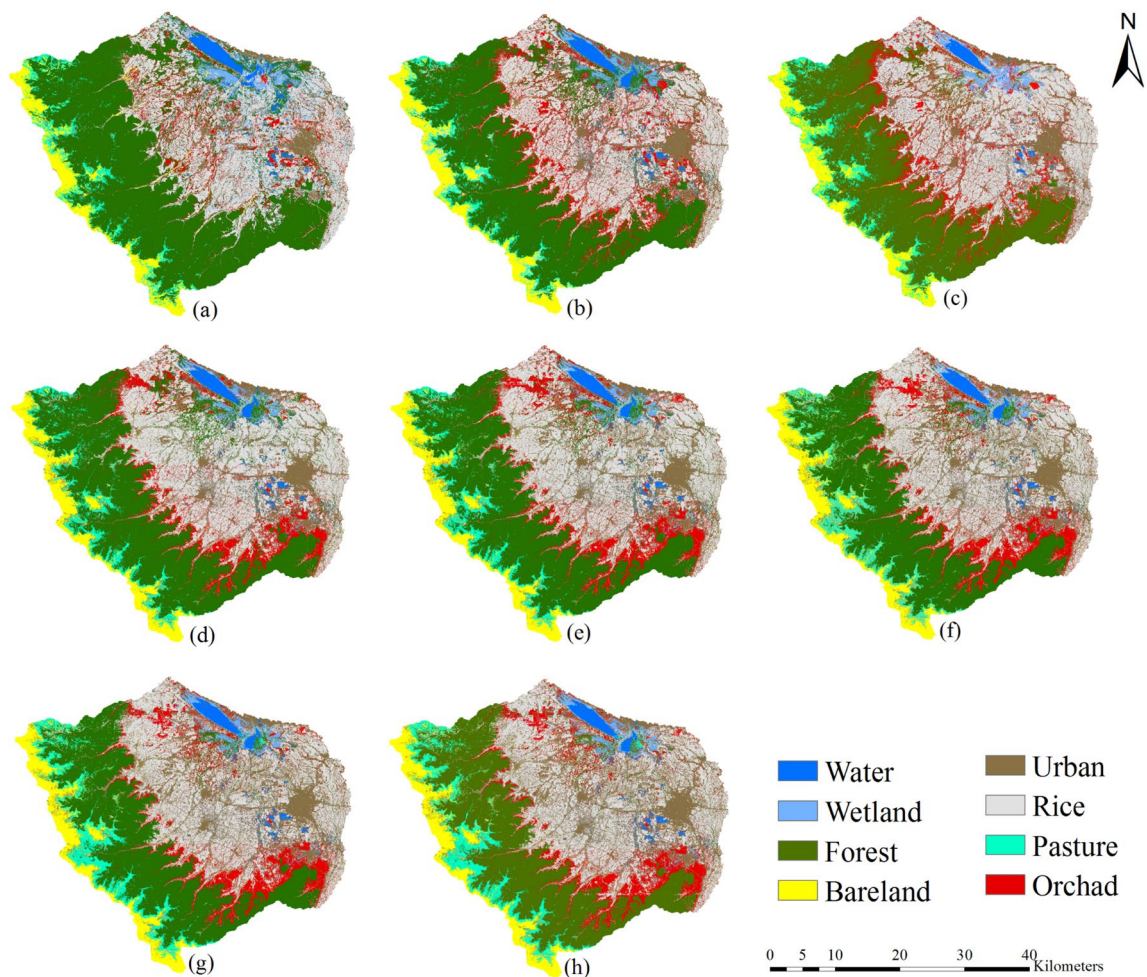 N
(a)
(b)
(c)
(d)
(e)
(f)
(g)
(h)
Water
Wetland
Forest
Bareland
Urban
Rice
Pasture
Orchad
0 5 10 20 30 40
Kilometers